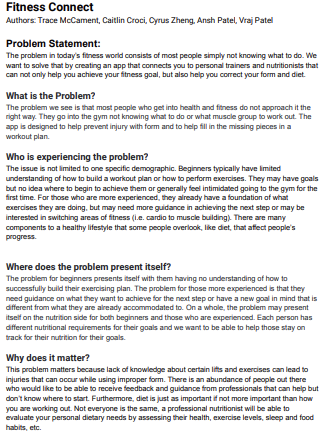 Fitness Connect
Authors: Trace McCament, Caitlin Croci, Cyrus Zheng, Ansh Patel, Vraj Patel
Problem Statement:
The problem in today's fitness world consists of most people simply not knowing what to do. We
want to solve that by creating an app that connects you to personal trainers and nutritionists that
can not only help you achieve your fitness goal, but also help you correct your form and diet.
What is the Problem?
The problem we see is that most people who get into health and fitness do not approach it the
right way. They go into the gym not knowing what to do or what muscle group to work out. The
app is designed to help prevent injury with form and to help fill in the missing pieces in a
workout plan.
Who is experiencing the problem?
The issue is not limited to one specific demographic. Beginners typically have limited
understanding of how to build a workout plan or how to perform exercises. They may have goals
but no idea where to begin to achieve them or generally feel intimidated going to the gym for the
first time. For those who are more experienced, they already have a foundation of what
exercises they are doing, but may need more guidance in achieving the next step or may be
interested in switching areas of fitness (i.e. cardio to muscle building). There are many
components to a healthy lifestyle that some people overlook, like diet, that affect people's
progress.
Where does the problem present itself?
The problem for beginners presents itself with them having no understanding of how to
successfully build their exercising plan. The problem for those more experienced is that they
need guidance on what they want to achieve for the next step or have a new goal in mind that is
different from what they are already accommodated to. On a whole, the problem may present
itself on the nutrition side for both beginners and those who are experienced. Each person has
different nutritional requirements for their goals and we want to be able to help those stay on
track for their nutrition for their goals.
Why does it matter?
This problem matters because lack of knowledge about certain lifts and exercises can lead to
injuries that can occur while using improper form. There is an abundance of people out there
who would like to be able to receive feedback and guidance from professionals that can help but
don't know where to start. Furthermore, diet is just as important if not more important than how
you are working out. Not everyone is the same, a professional nutritionist will be able to
evaluate your personal dietary needs by assessing their health, exercise levels, sleep and food
habits, etc.